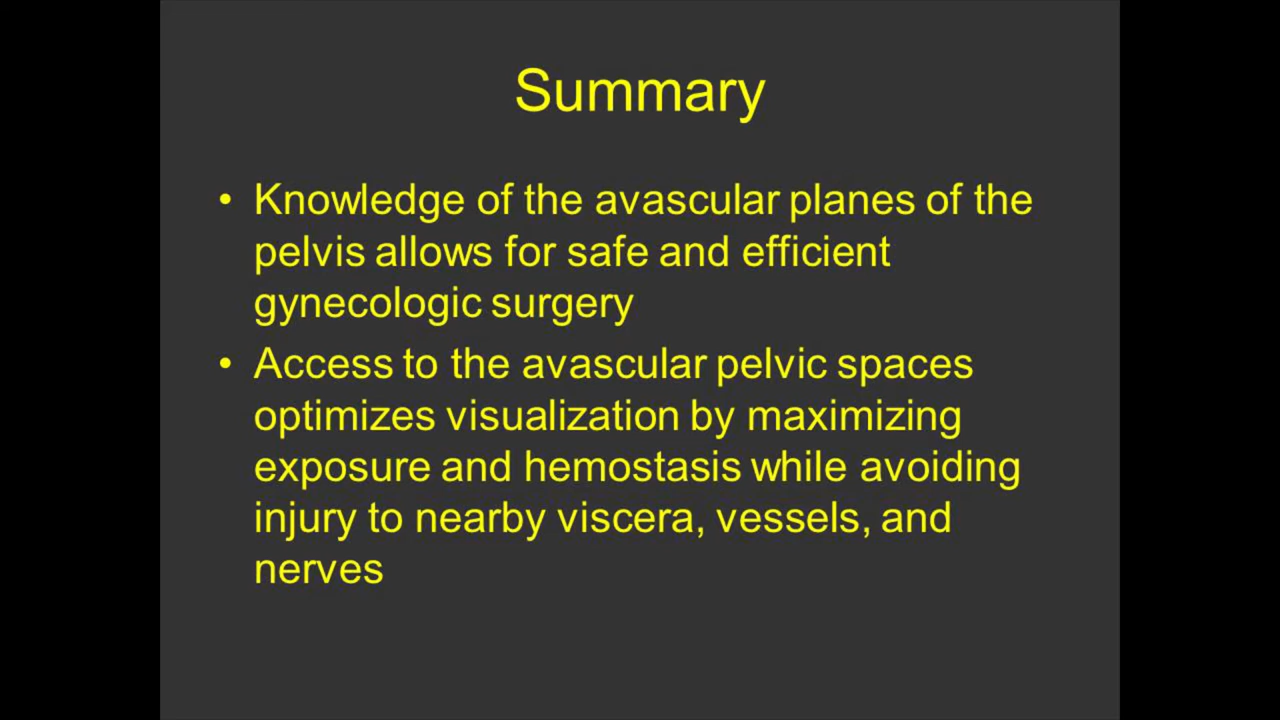 Summary
• Knowledge of the avascular planes of the
pelvis allows for safe and efficient
gynecologic surgery
• Access to the avascular pelvic spaces
optimizes visualization by maximizing
exposure and hemostasis while avoiding
injury to nearby viscera, vessels, and
nerves